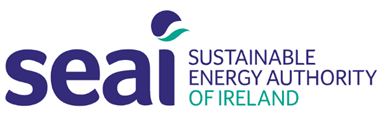 seai
SUSTAINABLE
ENERGY AUTHORITY
OF IRELAND